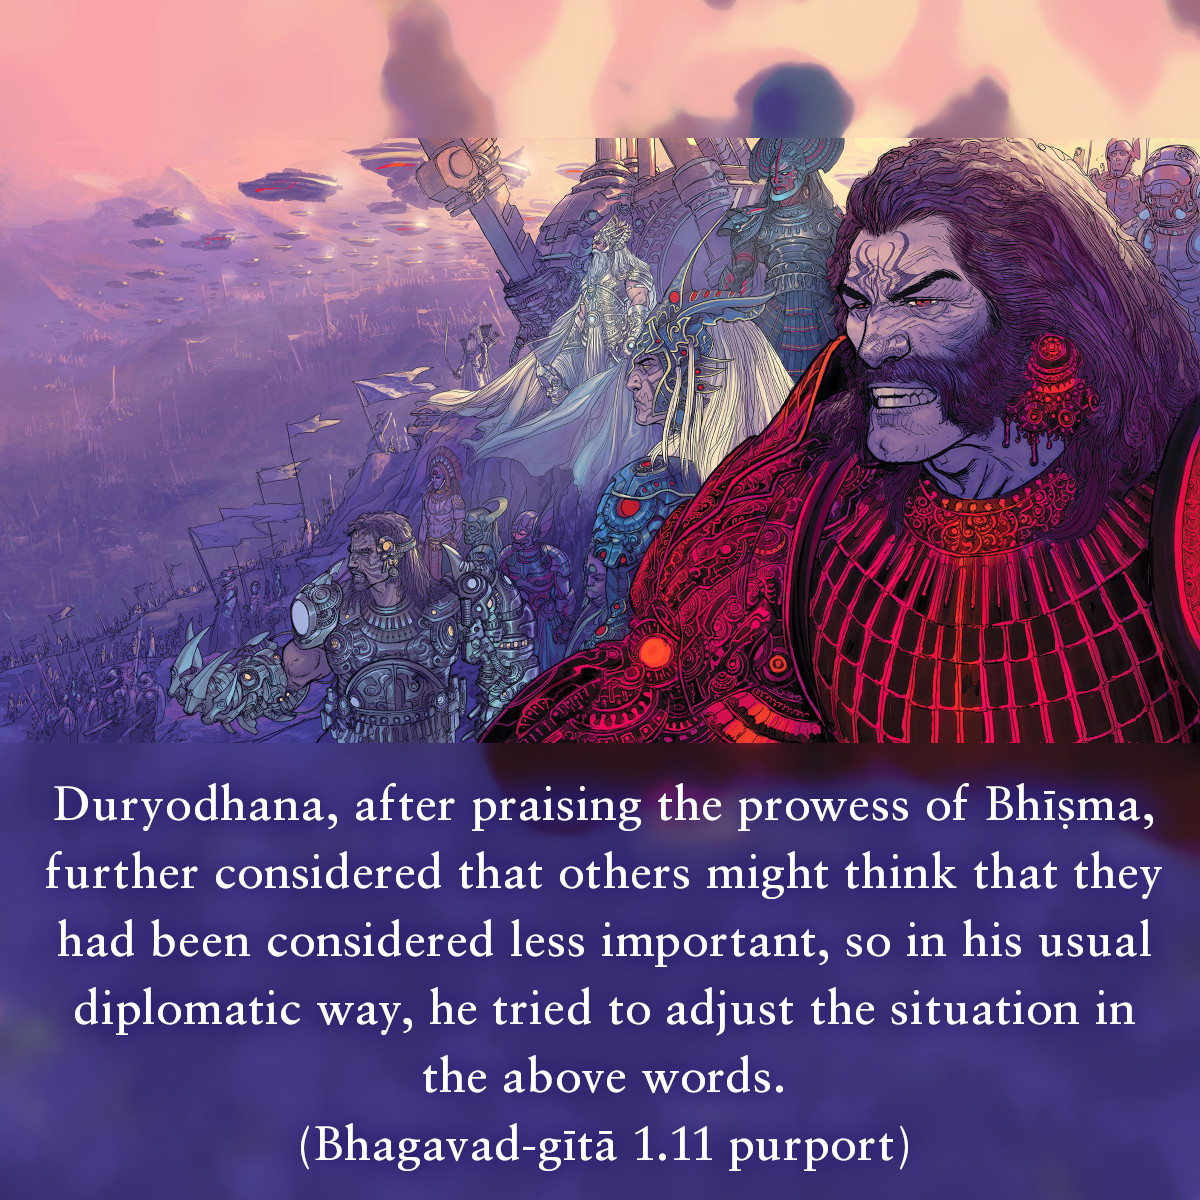 Duryodhana, after praising the prowess of Bhīṣma,
further considered that others might think that they
had been considered less important, so in his usual
diplomatic way, he tried to adjust the situation in
the above words.
(Bhagavad-gītā 1.11 purport)